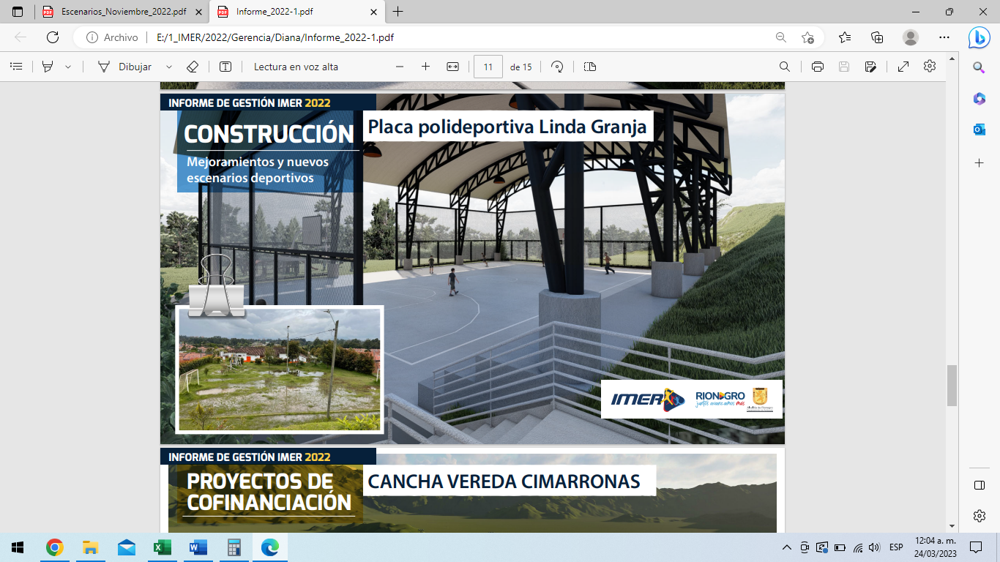 Escenarios_Noviembre_2022.pdf
Informe_2022-1.pdf
Archivo
E:/1_IMER/2022/Gerencia/Diana/Informe_2022-1.pdf
Dibujar
Lectura en voz alta
11
de 15
INFORME DE GESTIÓN IMER 2022
CONSTRUCCIÓN
Mejoramientos y nuevos
escenarios deportivos
Placa polideportiva Linda Granja
IMER
RIONEGRO
juntos avanzamos más
Alcaldía de Rionegro
INFORME DE GESTIÓN IMER 2022
PROYECTOS DE
COFINANCIACIÓN
CANCHA VEREDA CIMARRONAS
ESP
12:04 a. m.
24/03/2023